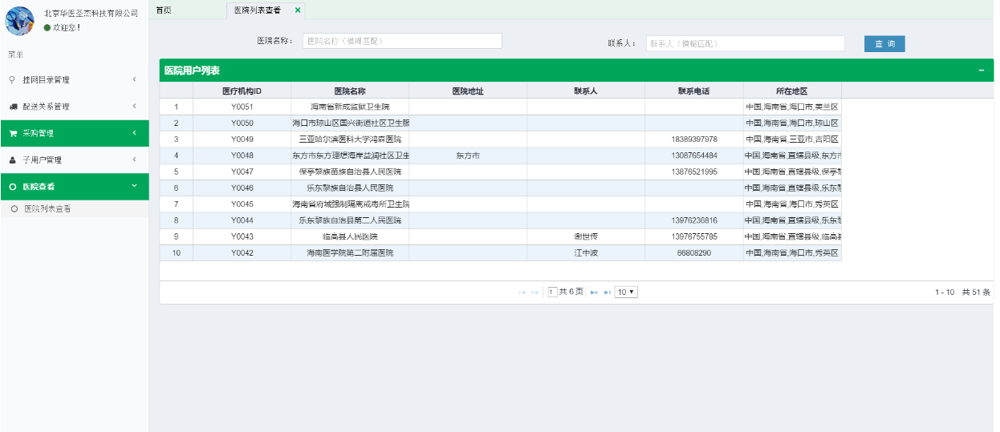 北京华医圣杰科技有限公司
欢迎您!
菜单
挂网目录管理
配送关系管理
采购管理
子用户管理
医院查看
医院列表查看
首页 医院列表查看 ×
医院名称: 医院名称（模糊匹配） 联系人: 联系人（模糊匹配） 查 询
医院用户列表 −
医疗机构ID 医院名称 医院地址 联系人 联系电话 所在地区
1 Y0051 海南省新成监狱卫生院 中国,海南省,海口市,美兰区
2 Y0050 海口市琼山区国兴街道社区卫生服 中国,海南省,海口市,琼山区
3 Y0049 三亚哈尔滨医科大学鸿森医院 18389397978 中国,海南省,三亚市,吉阳区
4 Y0048 东方市东方理想海岸益润社区卫生 东方市 13087654484 中国,海南省,直辖县级,东方市
5 Y0047 保亭黎族苗族自治县人民医院 13876521995 中国,海南省,直辖县级,保亭黎
6 Y0046 乐东黎族自治县人民医院 中国,海南省,直辖县级,乐东黎
7 Y0045 海南省府城强制隔离戒毒所卫生院 中国,海南省,海口市,秀英区
8 Y0044 乐东黎族自治县第二人民医院 13976236816 中国,海南省,直辖县级,乐东黎
9 Y0043 临高县人民医院 谢世传 13976755785 中国,海南省,直辖县级,临高县
10 Y0042 海南医学院第二附属医院 江中波 66808290 中国,海南省,海口市,秀英区
1 共 6 页 10 1 - 10 共 51 条